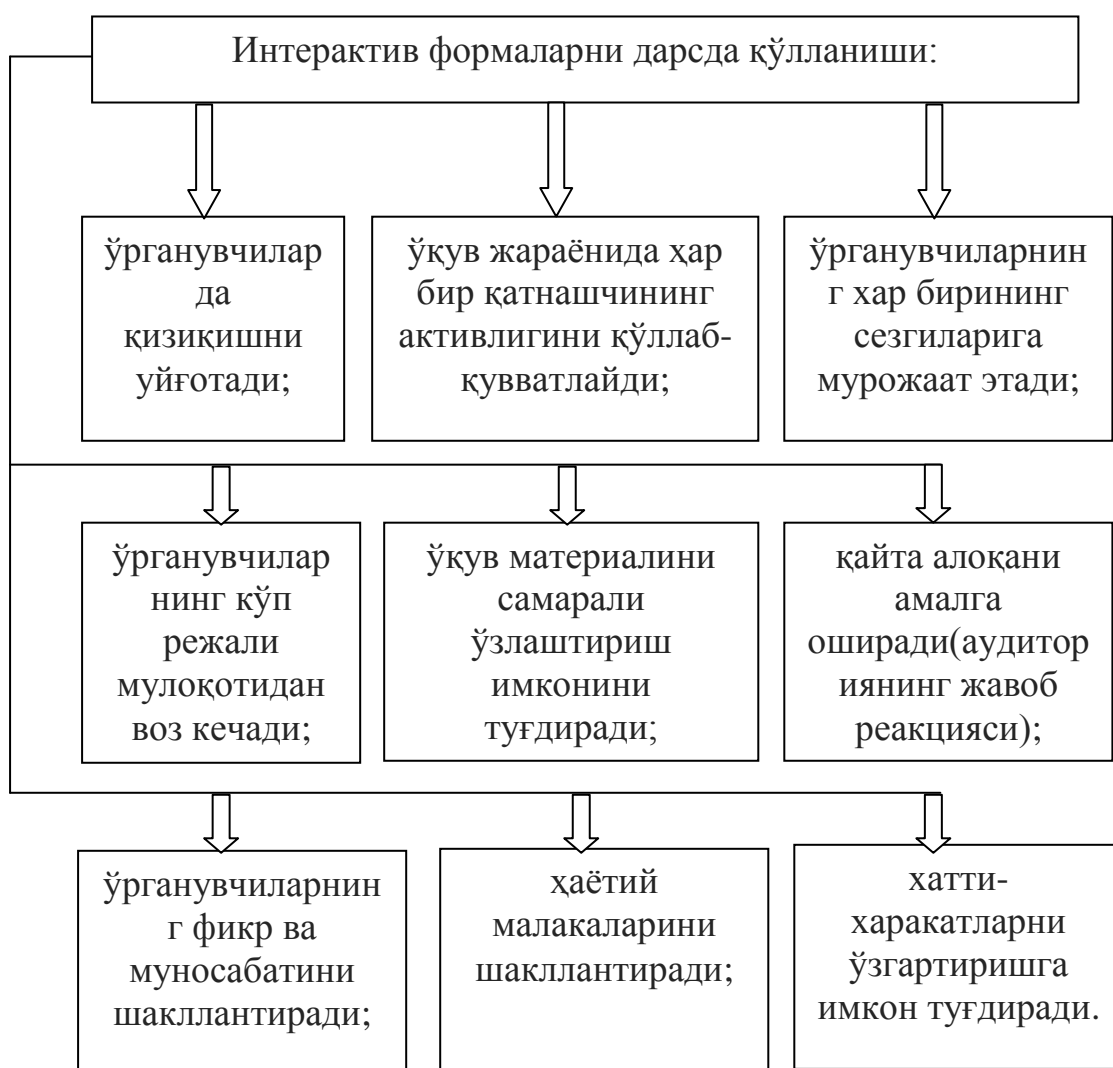 Интерактив формаларни дарсда қўлланиши:
ўрганувчилар
да
қизиқишни
уйғотади;
ўқув жараёнида ҳар
бир қатнашчининг
активлигини қўллаб-
қувватлайди;
ўрганувчиларнин
г хар бирининг
сезгиларига
мурожаат этади;
ўрганувчилар
нинг кўп
режали
мулоқотидан
воз кечади;
ўқув материалини
самарали
ўзлаштириш
имконини
туғдиради;
қайта алоқани
амалга
оширади(аудитор
иянинг жавоб
реакцияси);
ўрганувчиларнин
г фикр ва
муносабатини
шакллантиради;
ҳаётий
малакаларини
шакллантиради;
хатти-
харакатларни
ўзгартиришга
имкон туғдиради.